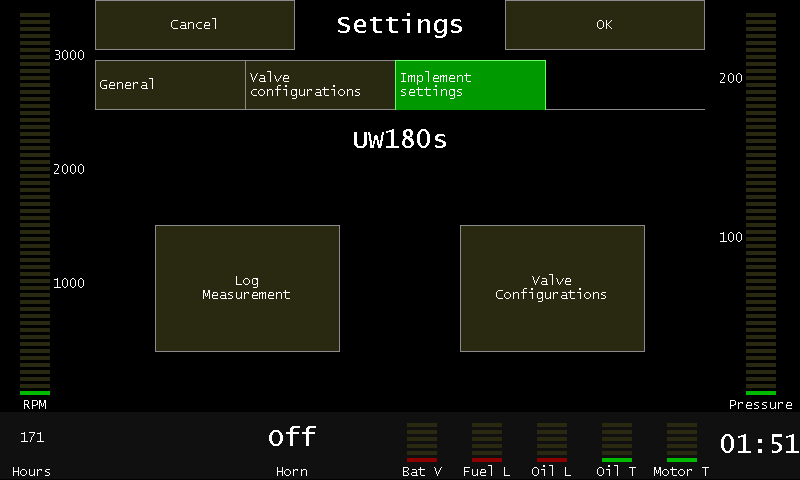 Cancel
Settings
OK
3000
200
General
Valve
configurations
Implement
settings
uw180s
2000
100
1000
Log
Measurement
Valve
Configurations
RPM
Pressure
171
Off
01:51
Hours
Horn
Bat V
Fuel L
Oil L
Oil T
Motor T